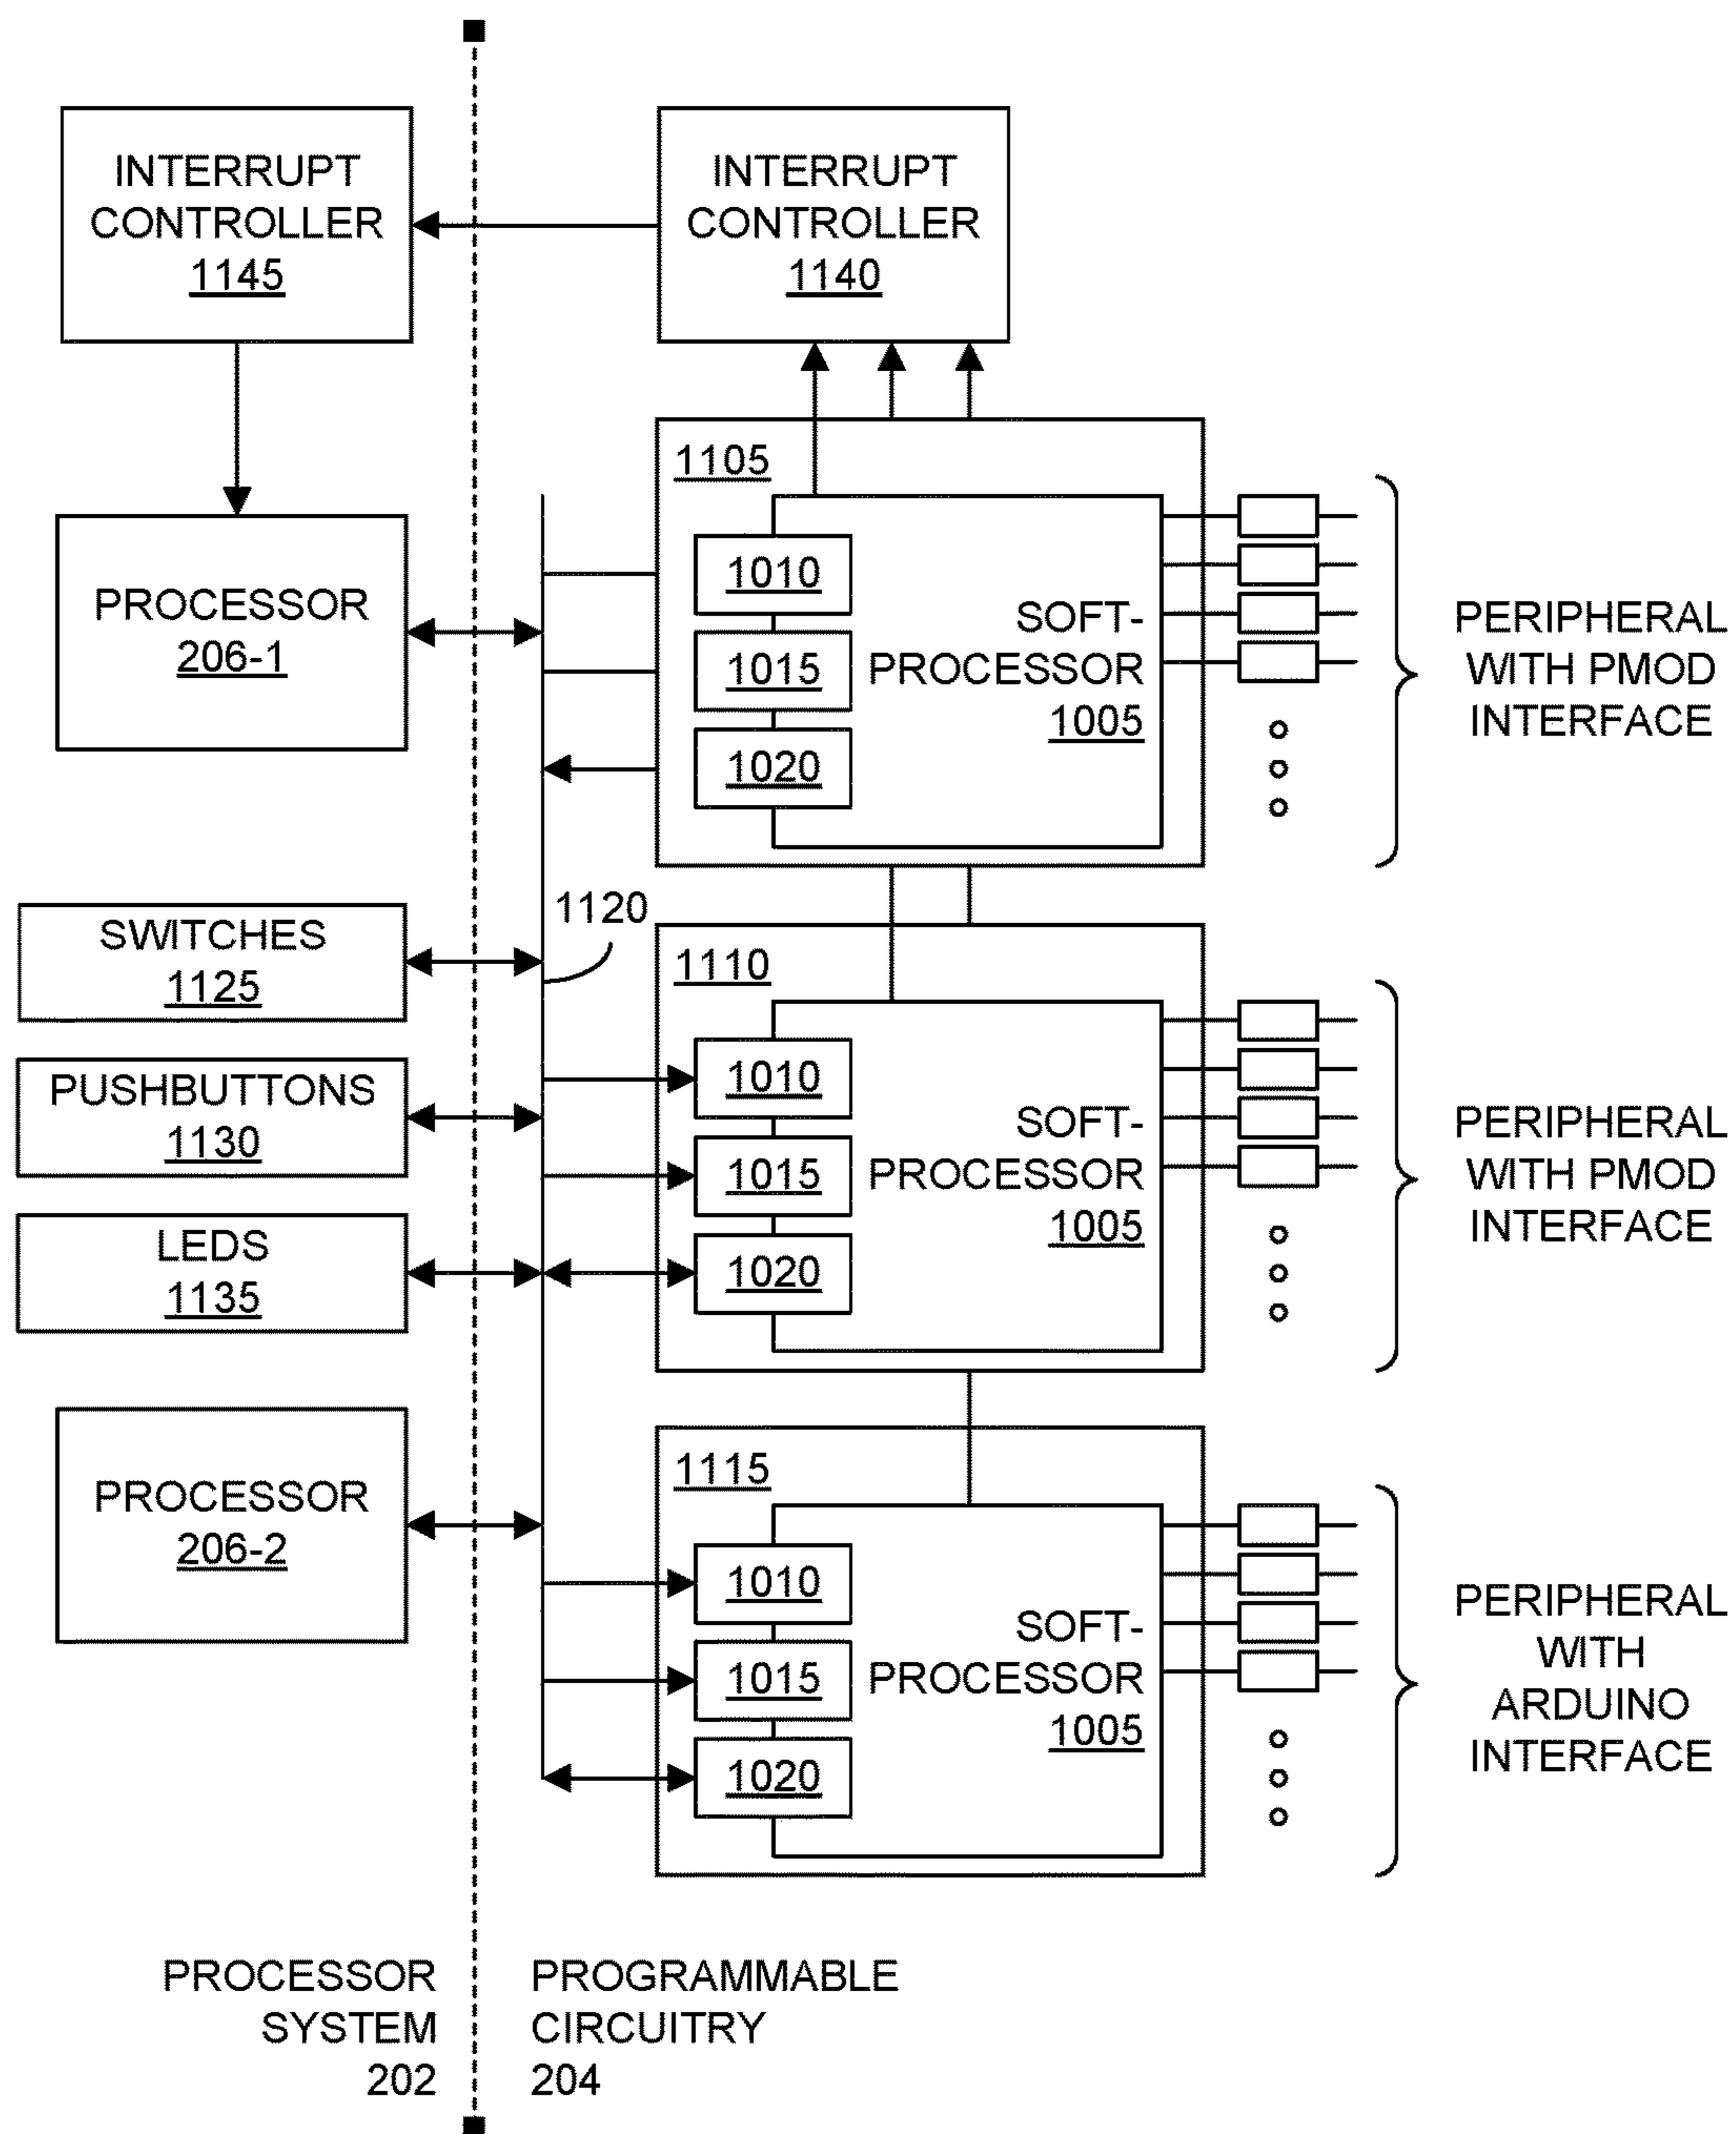 INTERRUPT
CONTROLLER
1145
INTERRUPT
CONTROLLER
1140
PROCESSOR
206-1
1105
1010
1015
1020
SOFT-
PROCESSOR
1005
PERIPHERAL
WITH PMOD
INTERFACE
1120
SWITCHES
1125
PUSHBUTTONS
1130
LEDS
1135
1110
1010
1015
1020
SOFT-
PROCESSOR
1005
PERIPHERAL
WITH PMOD
INTERFACE
PROCESSOR
206-2
1115
1010
1015
1020
SOFT-
PROCESSOR
1005
PERIPHERAL
WITH
ARDUINO
INTERFACE
PROCESSOR
SYSTEM
202
PROGRAMMABLE
CIRCUITRY
204